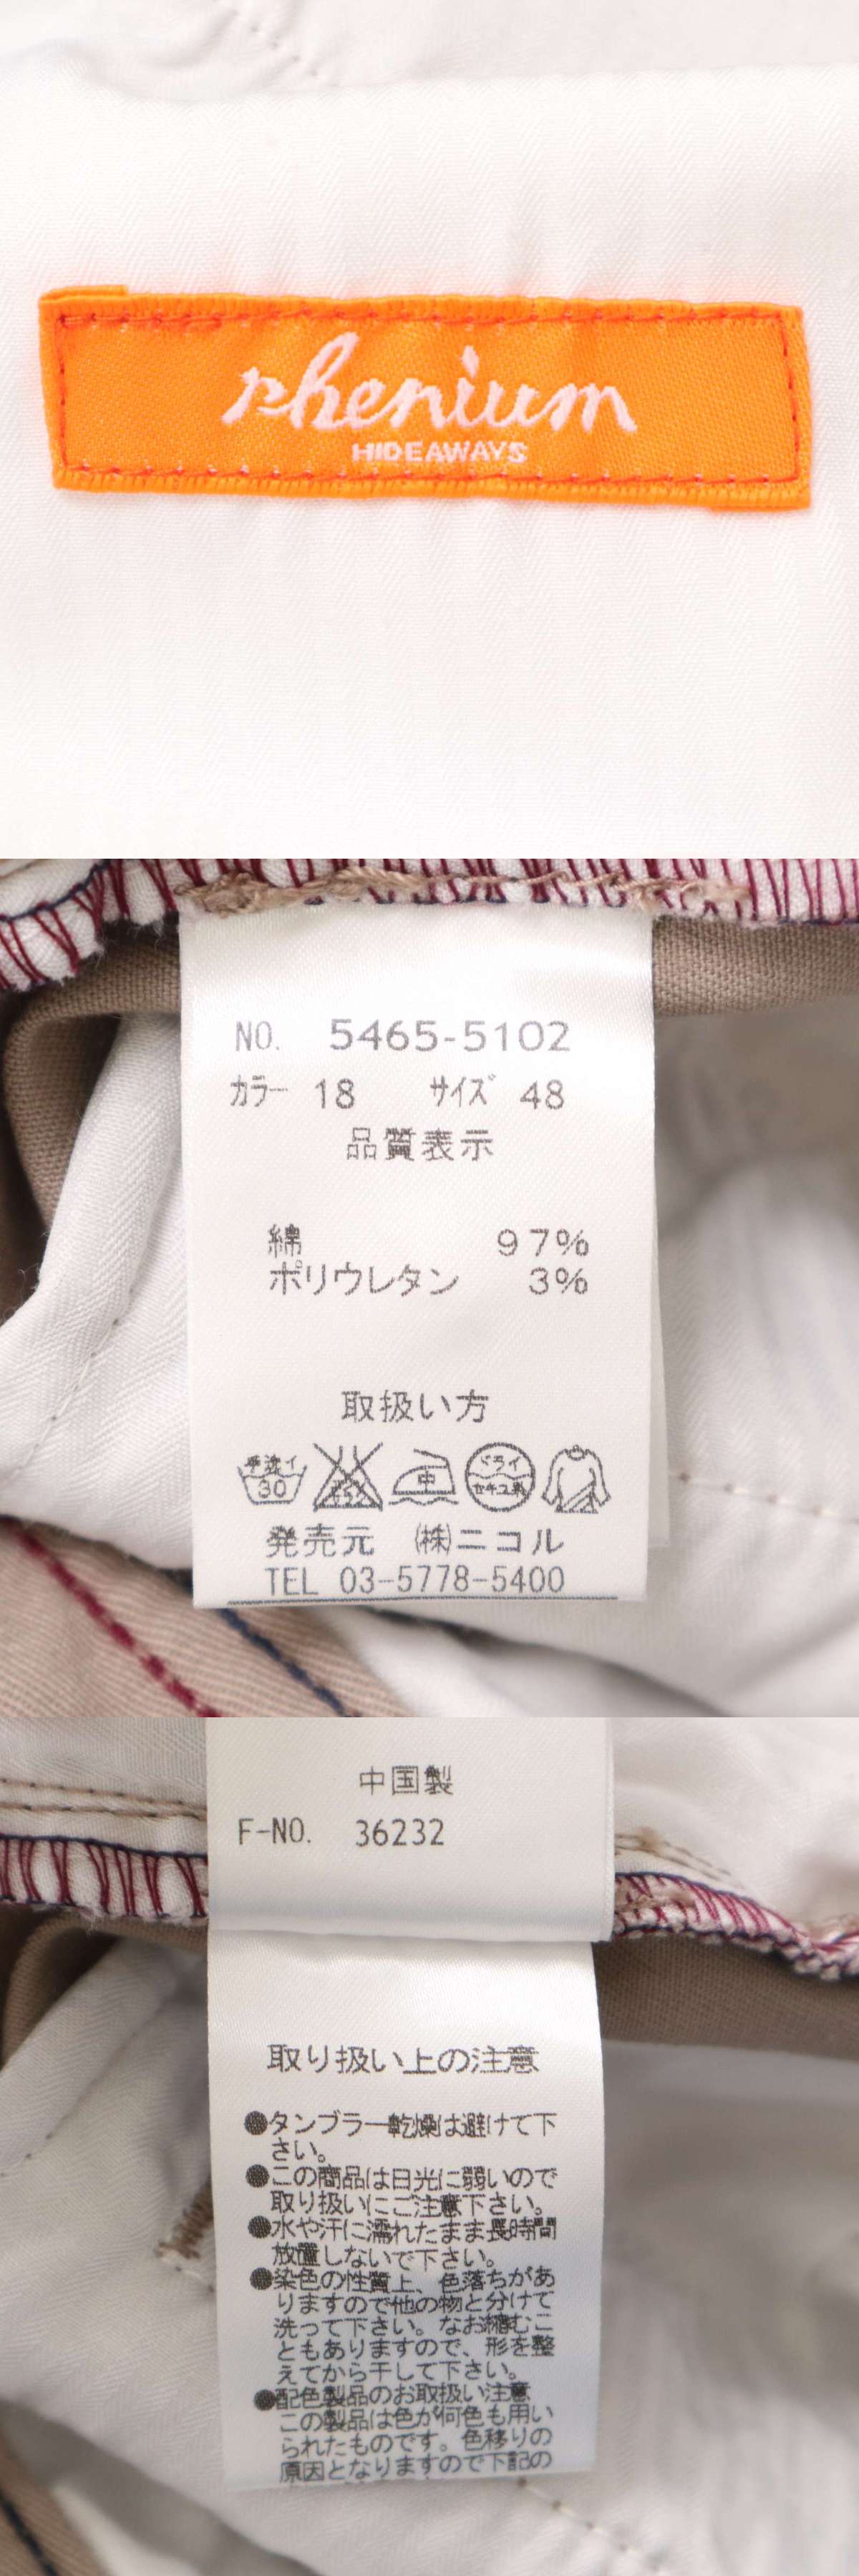 rhenium
HIDEAWAYS
NO. 5465-5102
カラー 18 サイズ 48
品質表示
綿 97%
ポリウレタン 3%
取扱い方
手洗イ
30
中
ドライ
セキユ系
発売元 ㈱ニコル
TEL 03-5778-5400
中国製
F-NO. 36232
取り扱い上の注意
●タンブラー乾燥は避けて下
さい。
●この商品は日光に弱いので
取り扱いにご注意下さい。
●水や汗に濡れたまま長時間
放置しないで下さい。
●染色の性質上、色落ちがあ
りますので他の物と分けて
洗って下さい。なお縮むこ
ともありますので、形を整
えてから干して下さい。
●配色製品のお取扱い注意
この製品は色が何色も用い
られたものです。色移りの
原因となりますので下記の